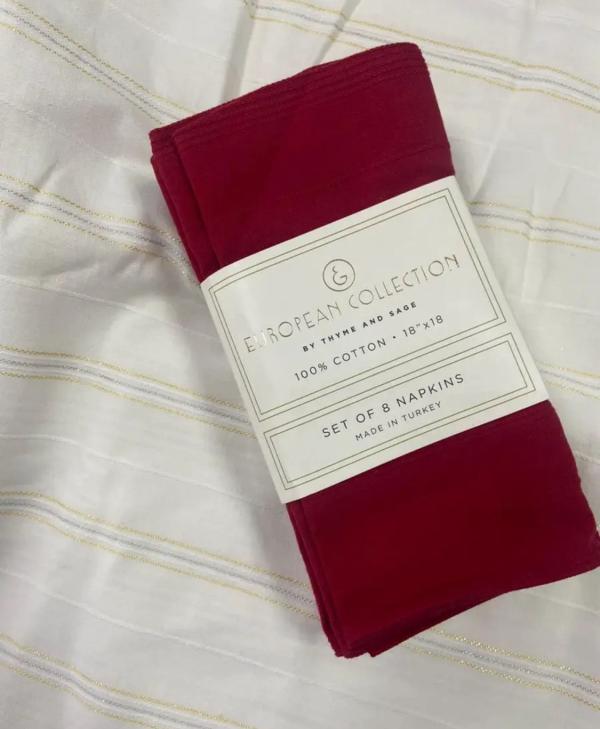 &
EUROPEAN COLLECTION
BY THYME AND SAGE
100% COTTON • 18"x18
SET OF 8 NAPKINS
MADE IN TURKEY